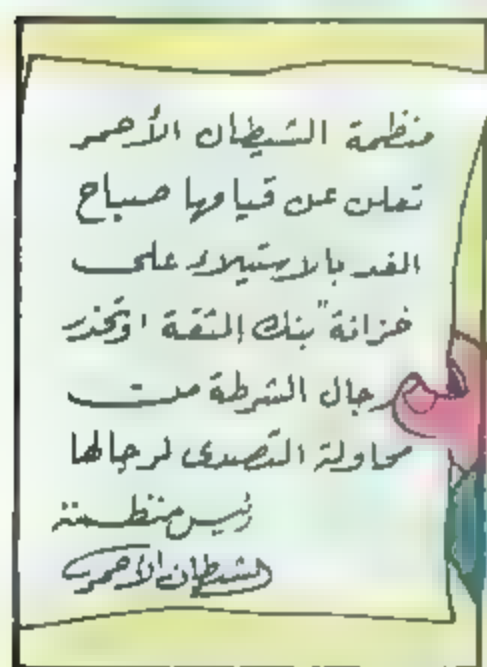 منظمة الشيطان الأحمر
تعلن عن قيامها صباح
الغد بالاستيلاء على
خزانة "بنك الثقة" وتحذر
رجال الشرطة من
محاولة التصدى لرجالها
رئيس منظمة
الشيطان الأحمر